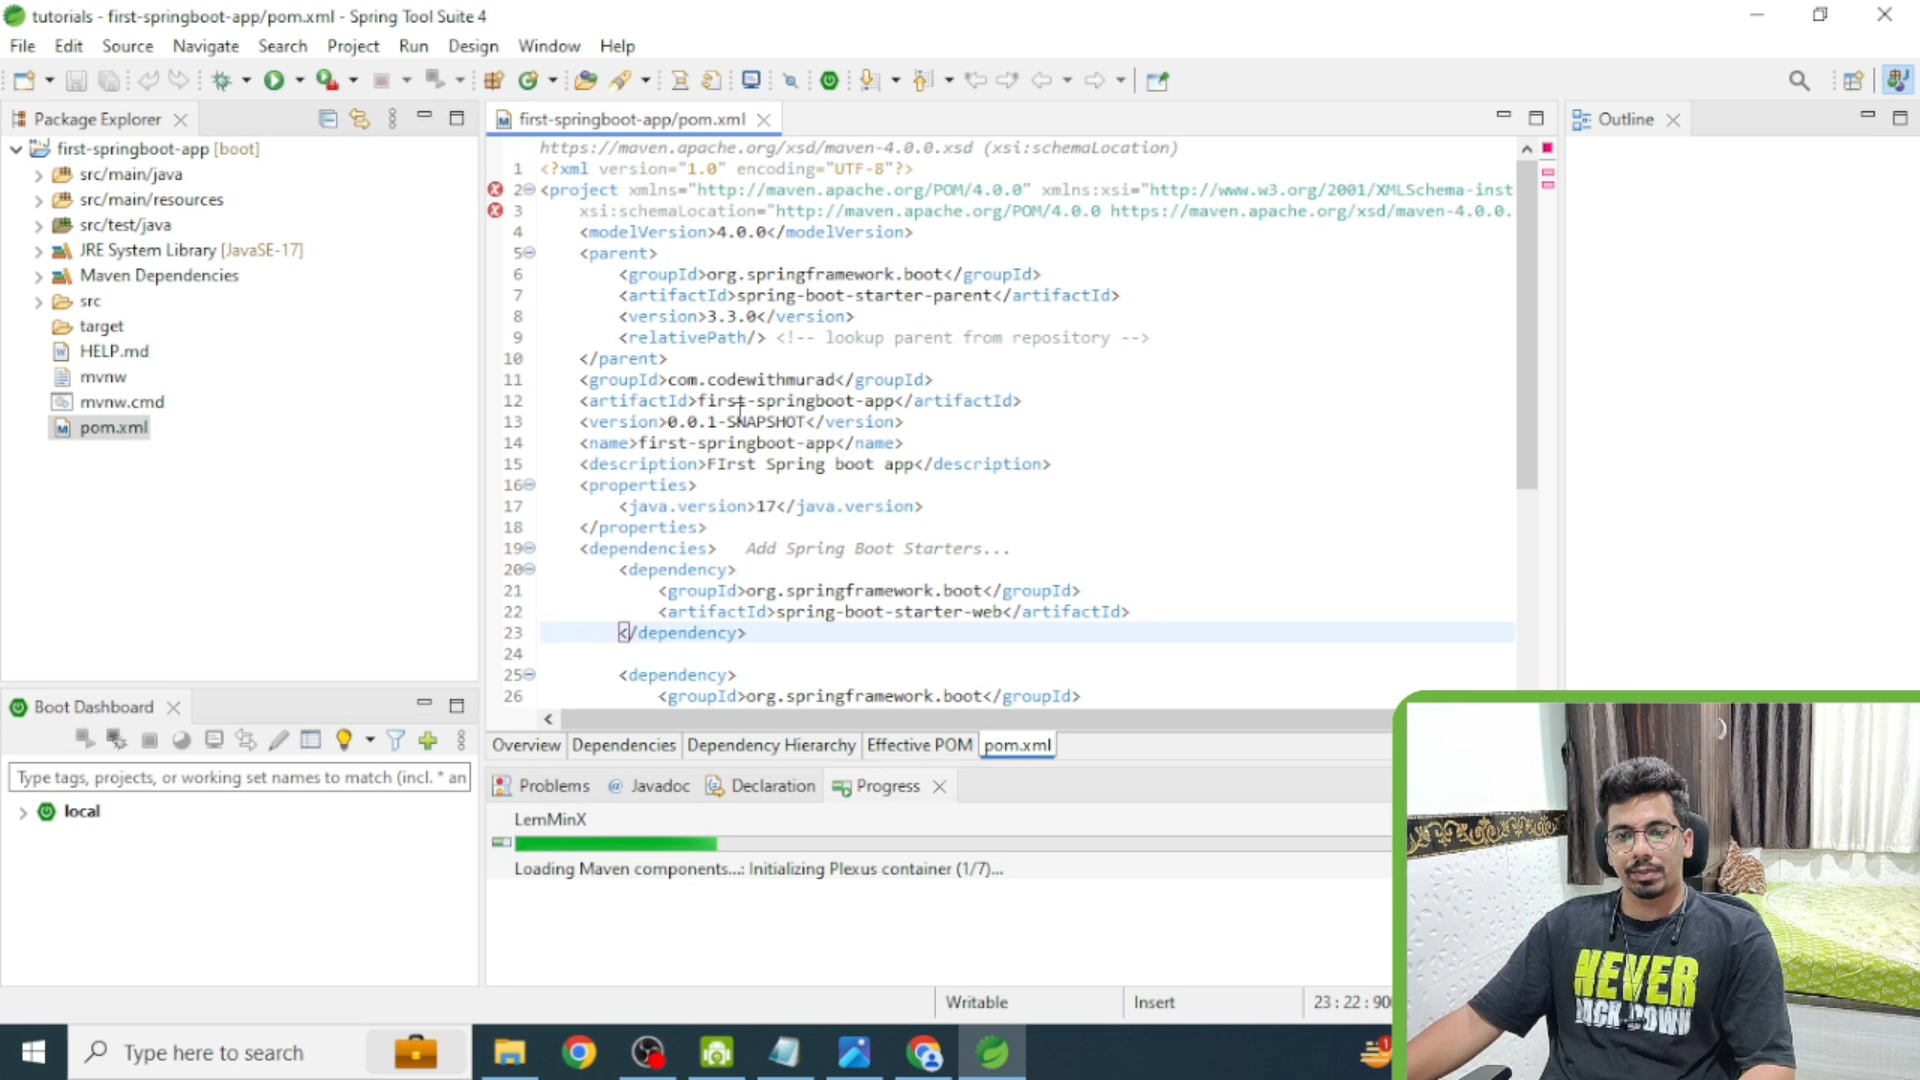 tutorials - first-springboot-app/pom.xml - Spring Tool Suite 4
File Edit Source Navigate Search Project Run Design Window Help
Package Explorer
first-springboot-app [boot]
src/main/java
src/main/resources
src/test/java
JRE System Library [JavaSE-17]
Maven Dependencies
src
target
HELP.md
mvnw
mvnw.cmd
pom.xml
first-springboot-app/pom.xml
https://maven.apache.org/xsd/maven-4.0.0.xsd (xsi:schemaLocation)
1 <?xml version="1.0" encoding="UTF-8"?>
2 <project xmlns="http://maven.apache.org/POM/4.0.0" xmlns:xsi="http://www.w3.org/2001/XMLSchema-inst
3 xsi:schemaLocation="http://maven.apache.org/POM/4.0.0 https://maven.apache.org/xsd/maven-4.0.0.
4 <modelVersion>4.0.0</modelVersion>
5 <parent>
6 <groupId>org.springframework.boot</groupId>
7 <artifactId>spring-boot-starter-parent</artifactId>
8 <version>3.3.0</version>
9 <relativePath/> <!-- lookup parent from repository -->
10 </parent>
11 <groupId>com.codewithmurad</groupId>
12 <artifactId>first-springboot-app</artifactId>
13 <version>0.0.1-SNAPSHOT</version>
14 <name>first-springboot-app</name>
15 <description>FIrst Spring boot app</description>
16 <properties>
17 <java.version>17</java.version>
18 </properties>
19 <dependencies> Add Spring Boot Starters...
20 <dependency>
21 <groupId>org.springframework.boot</groupId>
22 <artifactId>spring-boot-starter-web</artifactId>
23 </dependency>
24
25 <dependency>
26 <groupId>org.springframework.boot</groupId>
Overview Dependencies Dependency Hierarchy Effective POM pom.xml
Outline
Boot Dashboard
Type tags, projects, or working set names to match (incl. * an
local
Problems @ Javadoc Declaration Progress
LemMinX
Loading Maven components...: Initializing Plexus container (1/7)...
Writable Insert 23 : 22 : 90
Type here to search
1
NEVER
BACK DOWN